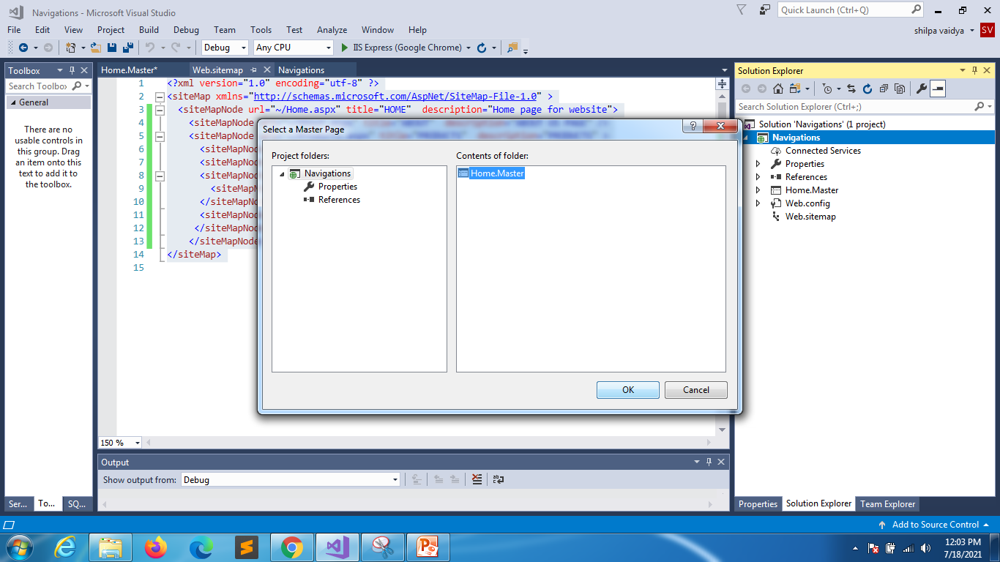 Navigations - Microsoft Visual Studio
Quick Launch (Ctrl+Q)
File Edit View Project Build Debug Team Tools Test Analyze Window Help
shilpa vaidya
SV
Debug
Any CPU
IIS Express (Google Chrome)
Toolbox
Search Toolbox
General
There are no
usable controls in
this group. Drag
an item onto this
text to add it to
the toolbox.
Ser... To... SQ...
Home.Master* Web.sitemap Navigations
1 <?xml version="1.0" encoding="utf-8" ?>
2 <siteMap xmlns="http://schemas.microsoft.com/AspNet/SiteMap-File-1.0" >
3 <siteMapNode url="~/Home.aspx" title="HOME"  description="Home page for website">
4 <siteMapNode
5 <siteMapNode
6 <siteMapNod
7 <siteMapNod
8 <siteMapNod
9 <siteMapN
10 </siteMapNod
11 <siteMapNod
12 </siteMapNod
13 </siteMapNode
14 </siteMap>
15
150 %
Select a Master Page
Project folders:
Navigations
Properties
References
Contents of folder:
Home.Master
OK
Cancel
Output
Show output from: Debug
Solution Explorer
Search Solution Explorer (Ctrl+;)
Solution 'Navigations' (1 project)
Navigations
Connected Services
Properties
References
Home.Master
Web.config
Web.sitemap
Properties Solution Explorer Team Explorer
Add to Source Control
12:03 PM
7/18/2021